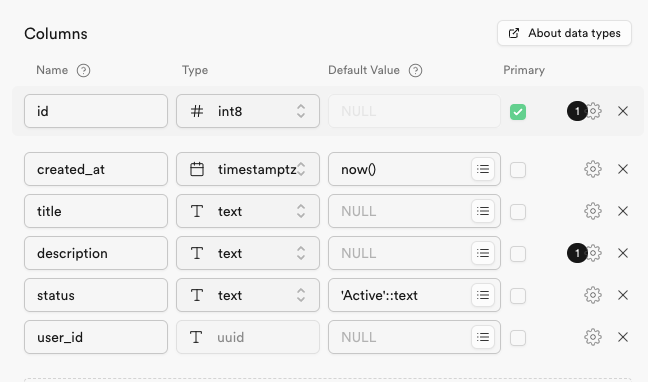 Columns
About data types
Name ? Type Default Value ? Primary
id # int8 NULL 1
created_at timestamptz now()
title T text NULL
description T text NULL 1
status T text 'Active'::text
user_id T uuid NULL